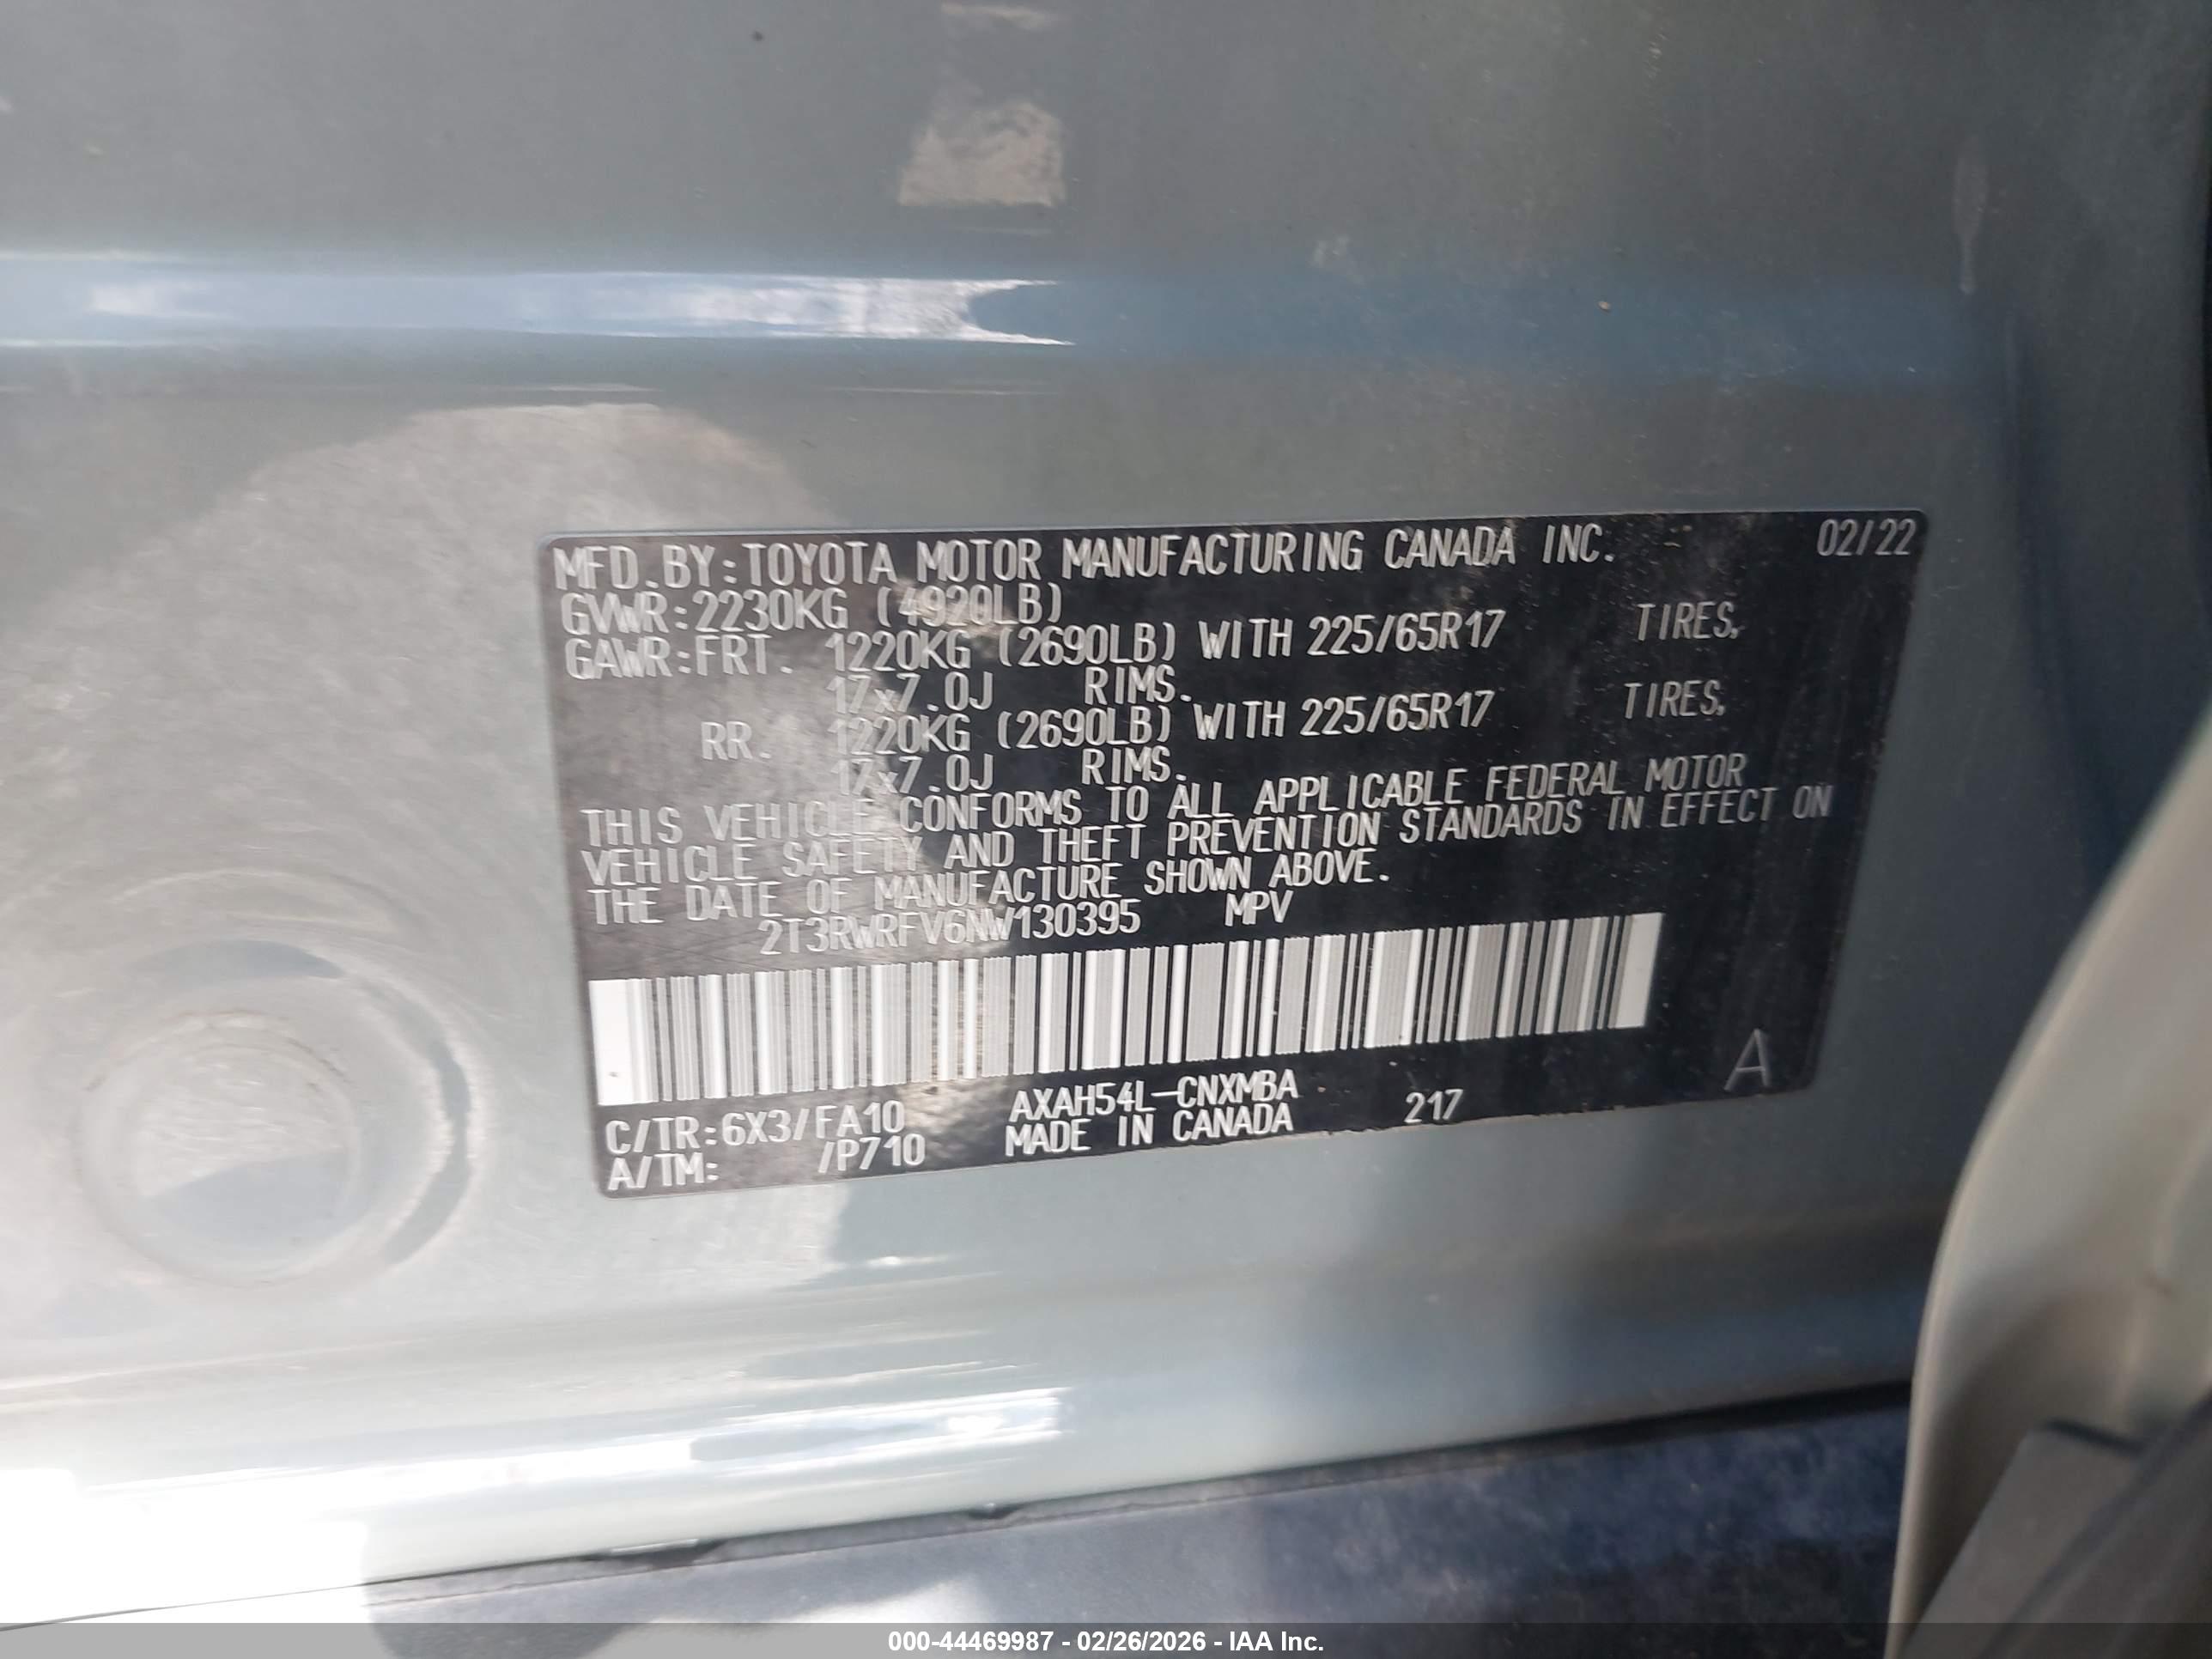 MFD.BY:TOYOTA MOTOR MANUFACTURING CANADA INC. 02/22
GVWR:2230KG (4920LB)
GAWR:FRT. 1220KG (2690LB) WITH 225/65R17 TIRES,
17x7.0J RIMS.
RR. 1220KG (2690LB) WITH 225/65R17 TIRES,
17x7.0J RIMS.
THIS VEHICLE CONFORMS TO ALL APPLICABLE FEDERAL MOTOR
VEHICLE SAFETY AND THEFT PREVENTION STANDARDS IN EFFECT ON
THE DATE OF MANUFACTURE SHOWN ABOVE.
2T3RWRFV6NW130395 MPV
C/TR:6X3/FA10 AXAH54L-CNXMBA 217 A
A/TM: /P710 MADE IN CANADA
000-44469987 - 02/26/2026 - IAA Inc.